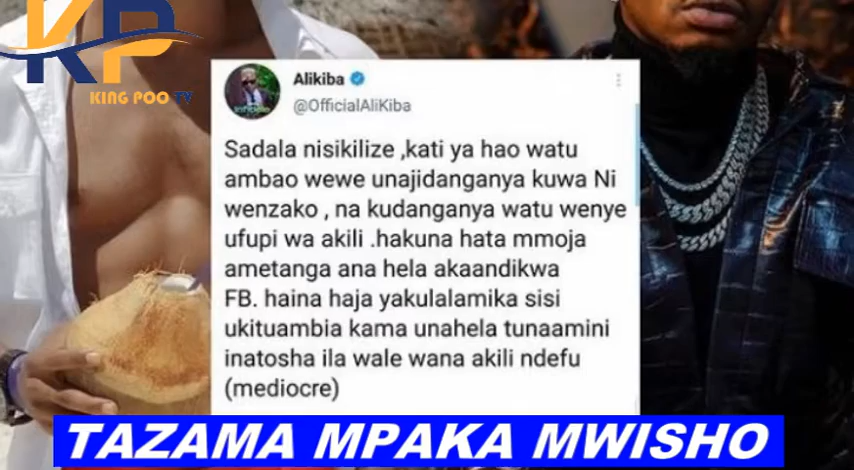 KP
KING POO TV
Alikiba
@OfficialAliKiba
Sadala nisikilize ,kati ya hao watu
ambao wewe unajidanganya kuwa Ni
wenzako , na kudanganya watu wenye
ufupi wa akili .hakuna hata mmoja
ametanga ana hela akaandikwa
FB. haina haja yakulalamika sisi
ukituambia kama unahela tunaamini
inatosha ila wale wana akili ndefu
(mediocre)
TAZAMA MPAKA MWISHO